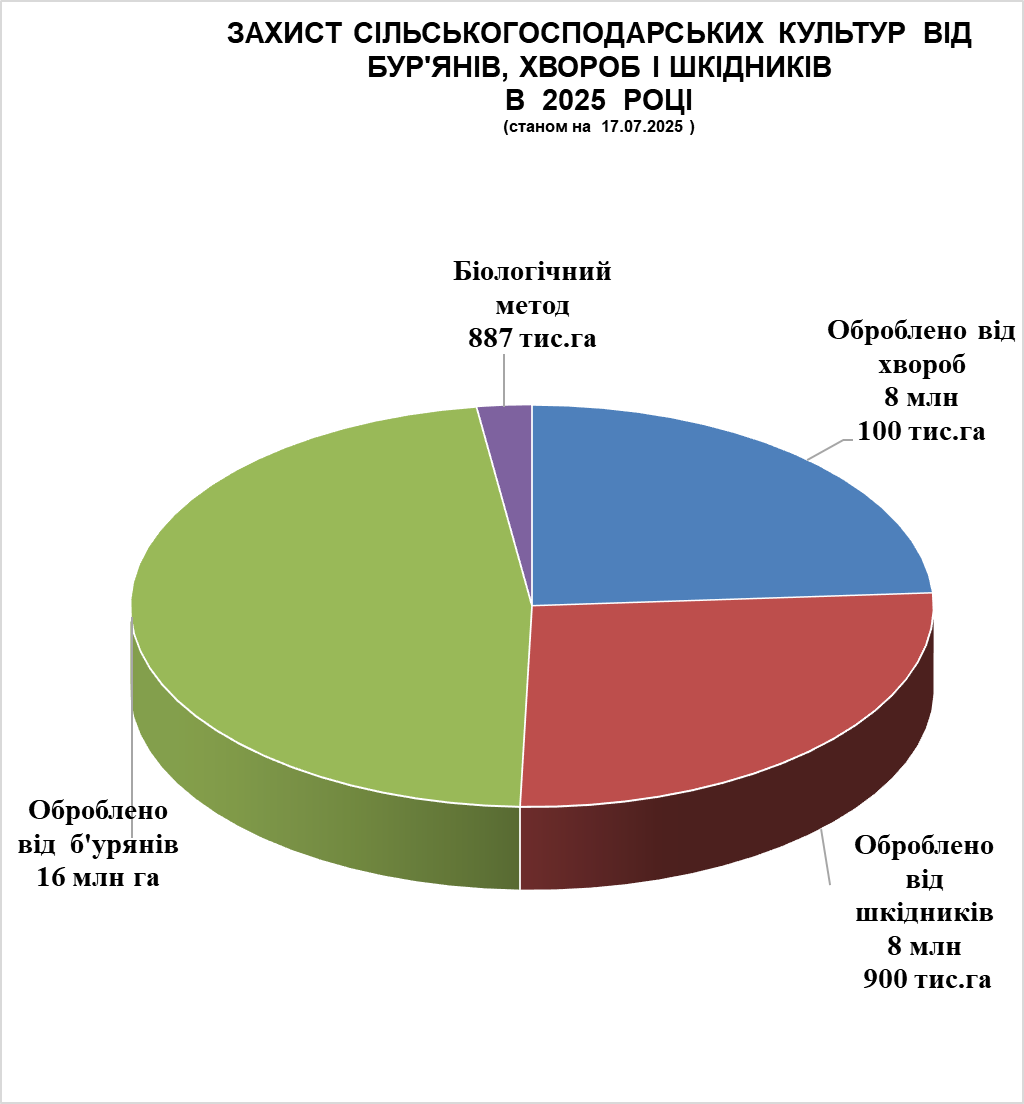 ЗАХИСТ СІЛЬСЬКОГОСПОДАРСЬКИХ КУЛЬТУР ВІД
БУР'ЯНІВ, ХВОРОБ І ШКІДНИКІВ
В 2025 РОЦІ
(станом на 17.07.2025 )
Біологічний
метод
887 тис.га
Оброблено від
хвороб
8 млн
100 тис.га
Оброблено
від б'урянів
16 млн га
Оброблено
від
шкідників
8 млн
900 тис.га